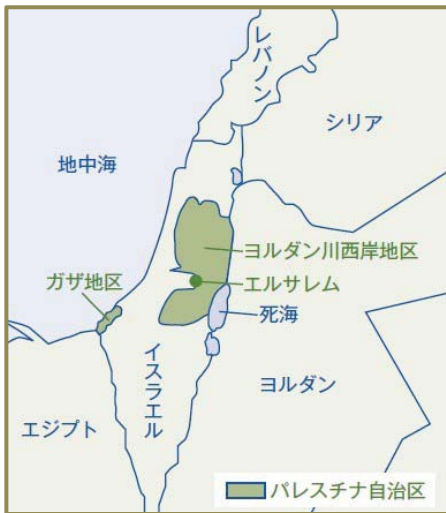 レバノン
シリア
地中海
ヨルダン川西岸地区
ガザ地区
エルサレム
死海
イスラエル
ヨルダン
エジプト
パレスチナ自治区